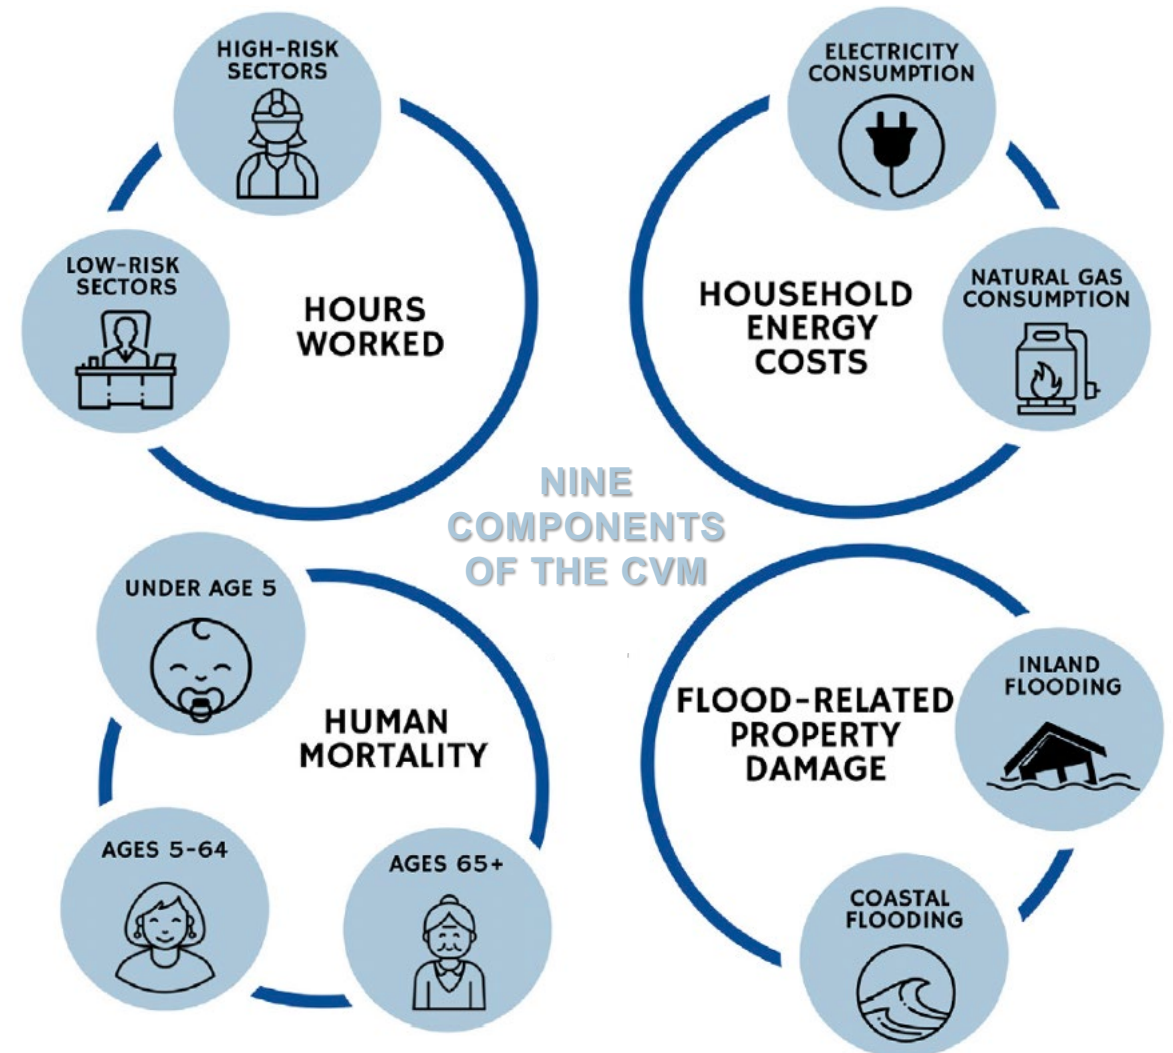 HIGH-RISK
SECTORS
LOW-RISK
SECTORS
HOURS
WORKED
ELECTRICITY
CONSUMPTION
NATURAL GAS
CONSUMPTION
HOUSEHOLD
ENERGY
COSTS
NINE
COMPONENTS
OF THE CVM
UNDER AGE 5
HUMAN
MORTALITY
AGES 5-64
AGES 65+
FLOOD-RELATED
PROPERTY
DAMAGE
INLAND
FLOODING
COASTAL
FLOODING